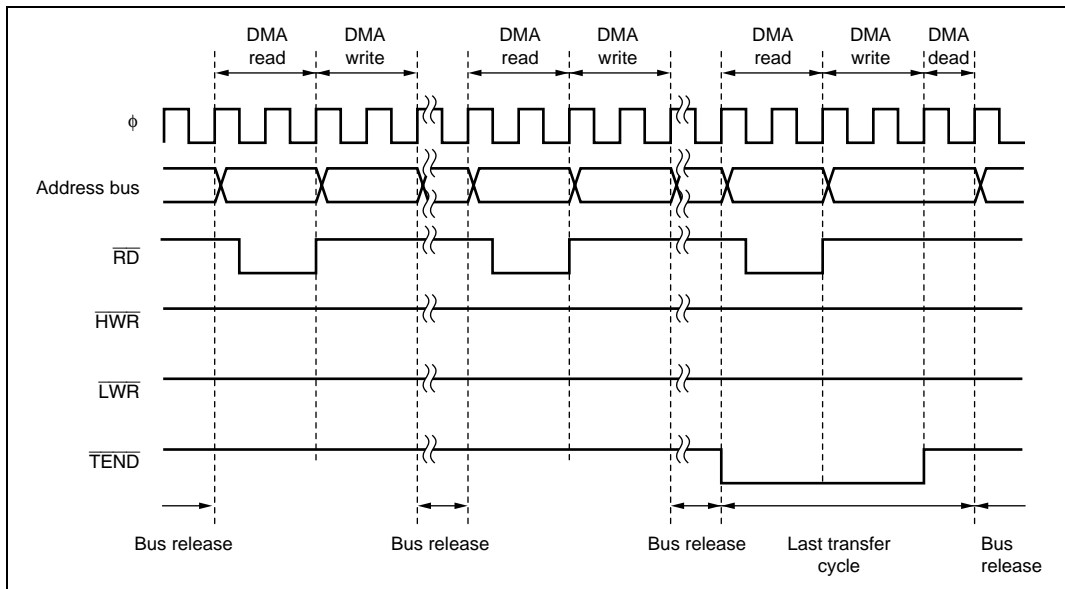 DMA read
DMA write
DMA read
DMA write
DMA read
DMA write
DMA dead
φ
Address bus
RD
HWR
LWR
TEND
Bus release
Bus release
Bus release
Last transfer cycle
Bus release